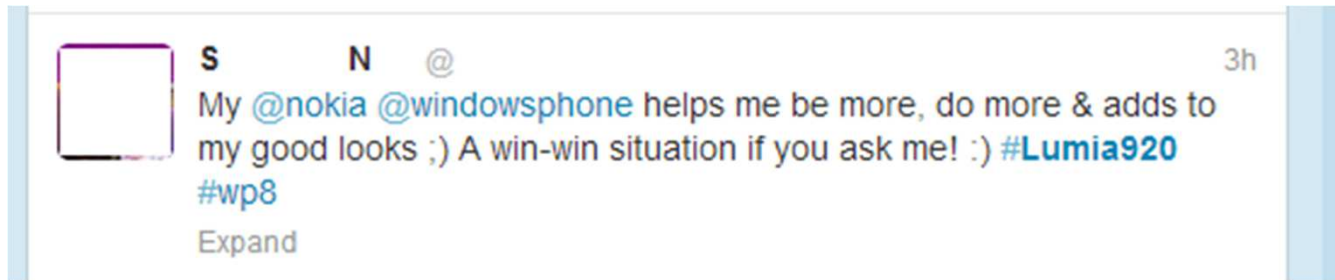 S N @ 3h
My @nokia @windowsphone helps me be more, do more & adds to
my good looks ;) A win-win situation if you ask me! :) #Lumia920
#wp8
Expand